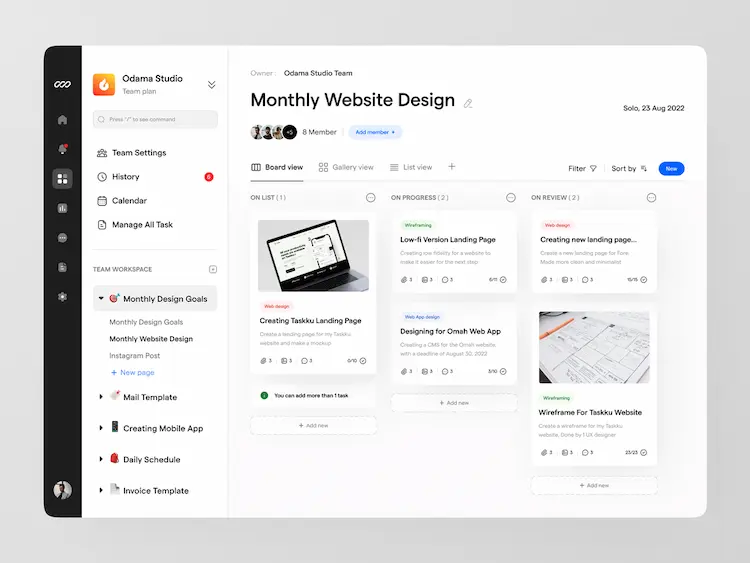 Odama Studio
Team plan
Press "/" to see command
Team Settings
History
6
Calendar
Manage All Task
TEAM WORKSPACE
Monthly Design Goals
Monthly Design Goals
Monthly Website Design
Instagram Post
+ New page
Mail Template
Creating Mobile App
Daily Schedule
Invoice Template
Owner : Odama Studio Team
Monthly Website Design
Solo, 23 Aug 2022
+5
8 Member
Add member +
Board view
Gallery view
List view
+
Filter
Sort by
New
ON LIST ( 1 )
Web design
Creating Taskku Landing Page
Create a landing page for my Tasku
website and make a mockup
3 3 3 0/10
You can add more than 1 task
+ Add new
ON PROGRESS ( 2 )
Wireframing
Low-fi Version Landing Page
Creating low fidelity for a website to
make it easier for the next step
3 3 3 6/11
Web App design
Designing for Omah Web App
Creating a CMS for the Omah website,
with a deadline of August 30, 2022
3 3 3 3/10
+ Add new
ON REVIEW ( 2 )
Web design
Creating new landing page...
Create a new landing page for Fore.
Made more clean and minimalist
3 3 3 15/15
Wireframing
Wireframe For Taskku Website
Create a wireframe for my Taskku
website. Done by 1 UX designer
3 3 3 23/23
+ Add new